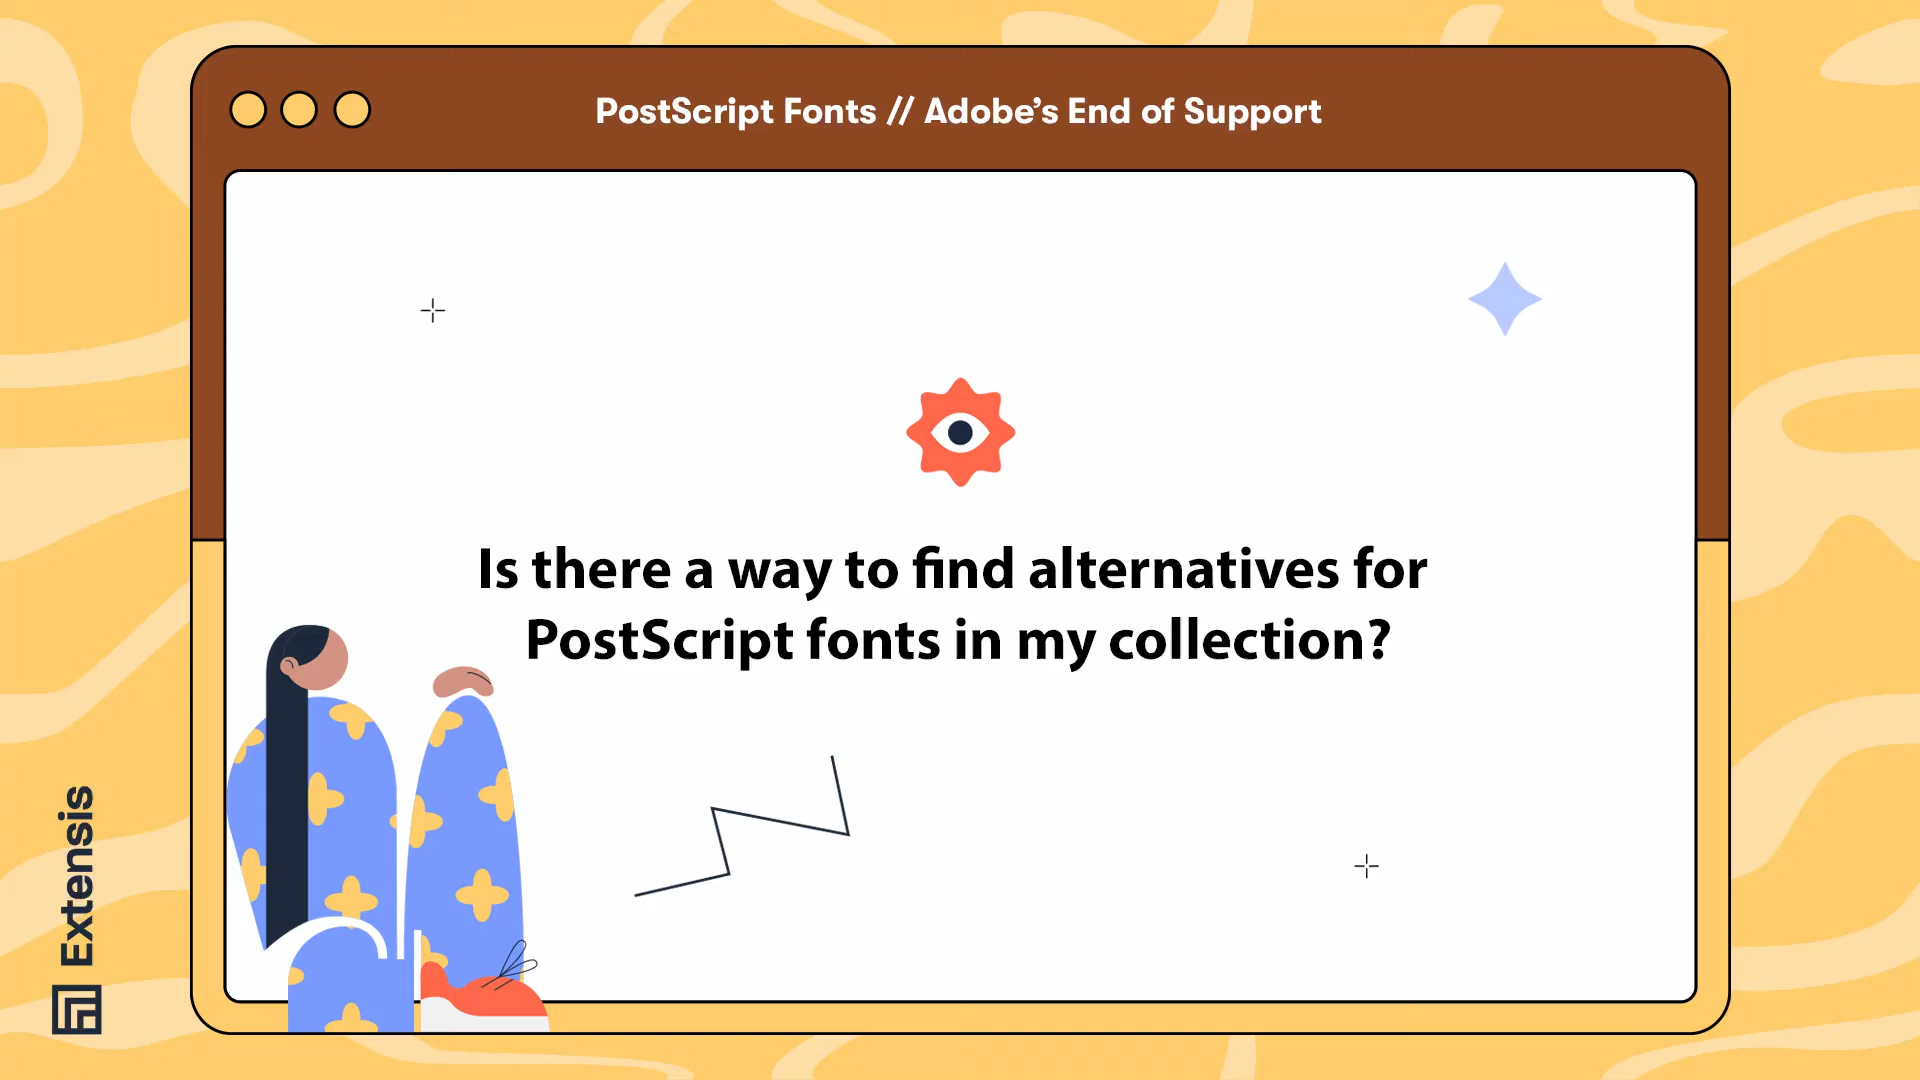 PostScript Fonts // Adobe’s End of Support
Is there a way to find alternatives for
PostScript fonts in my collection?
Extensis